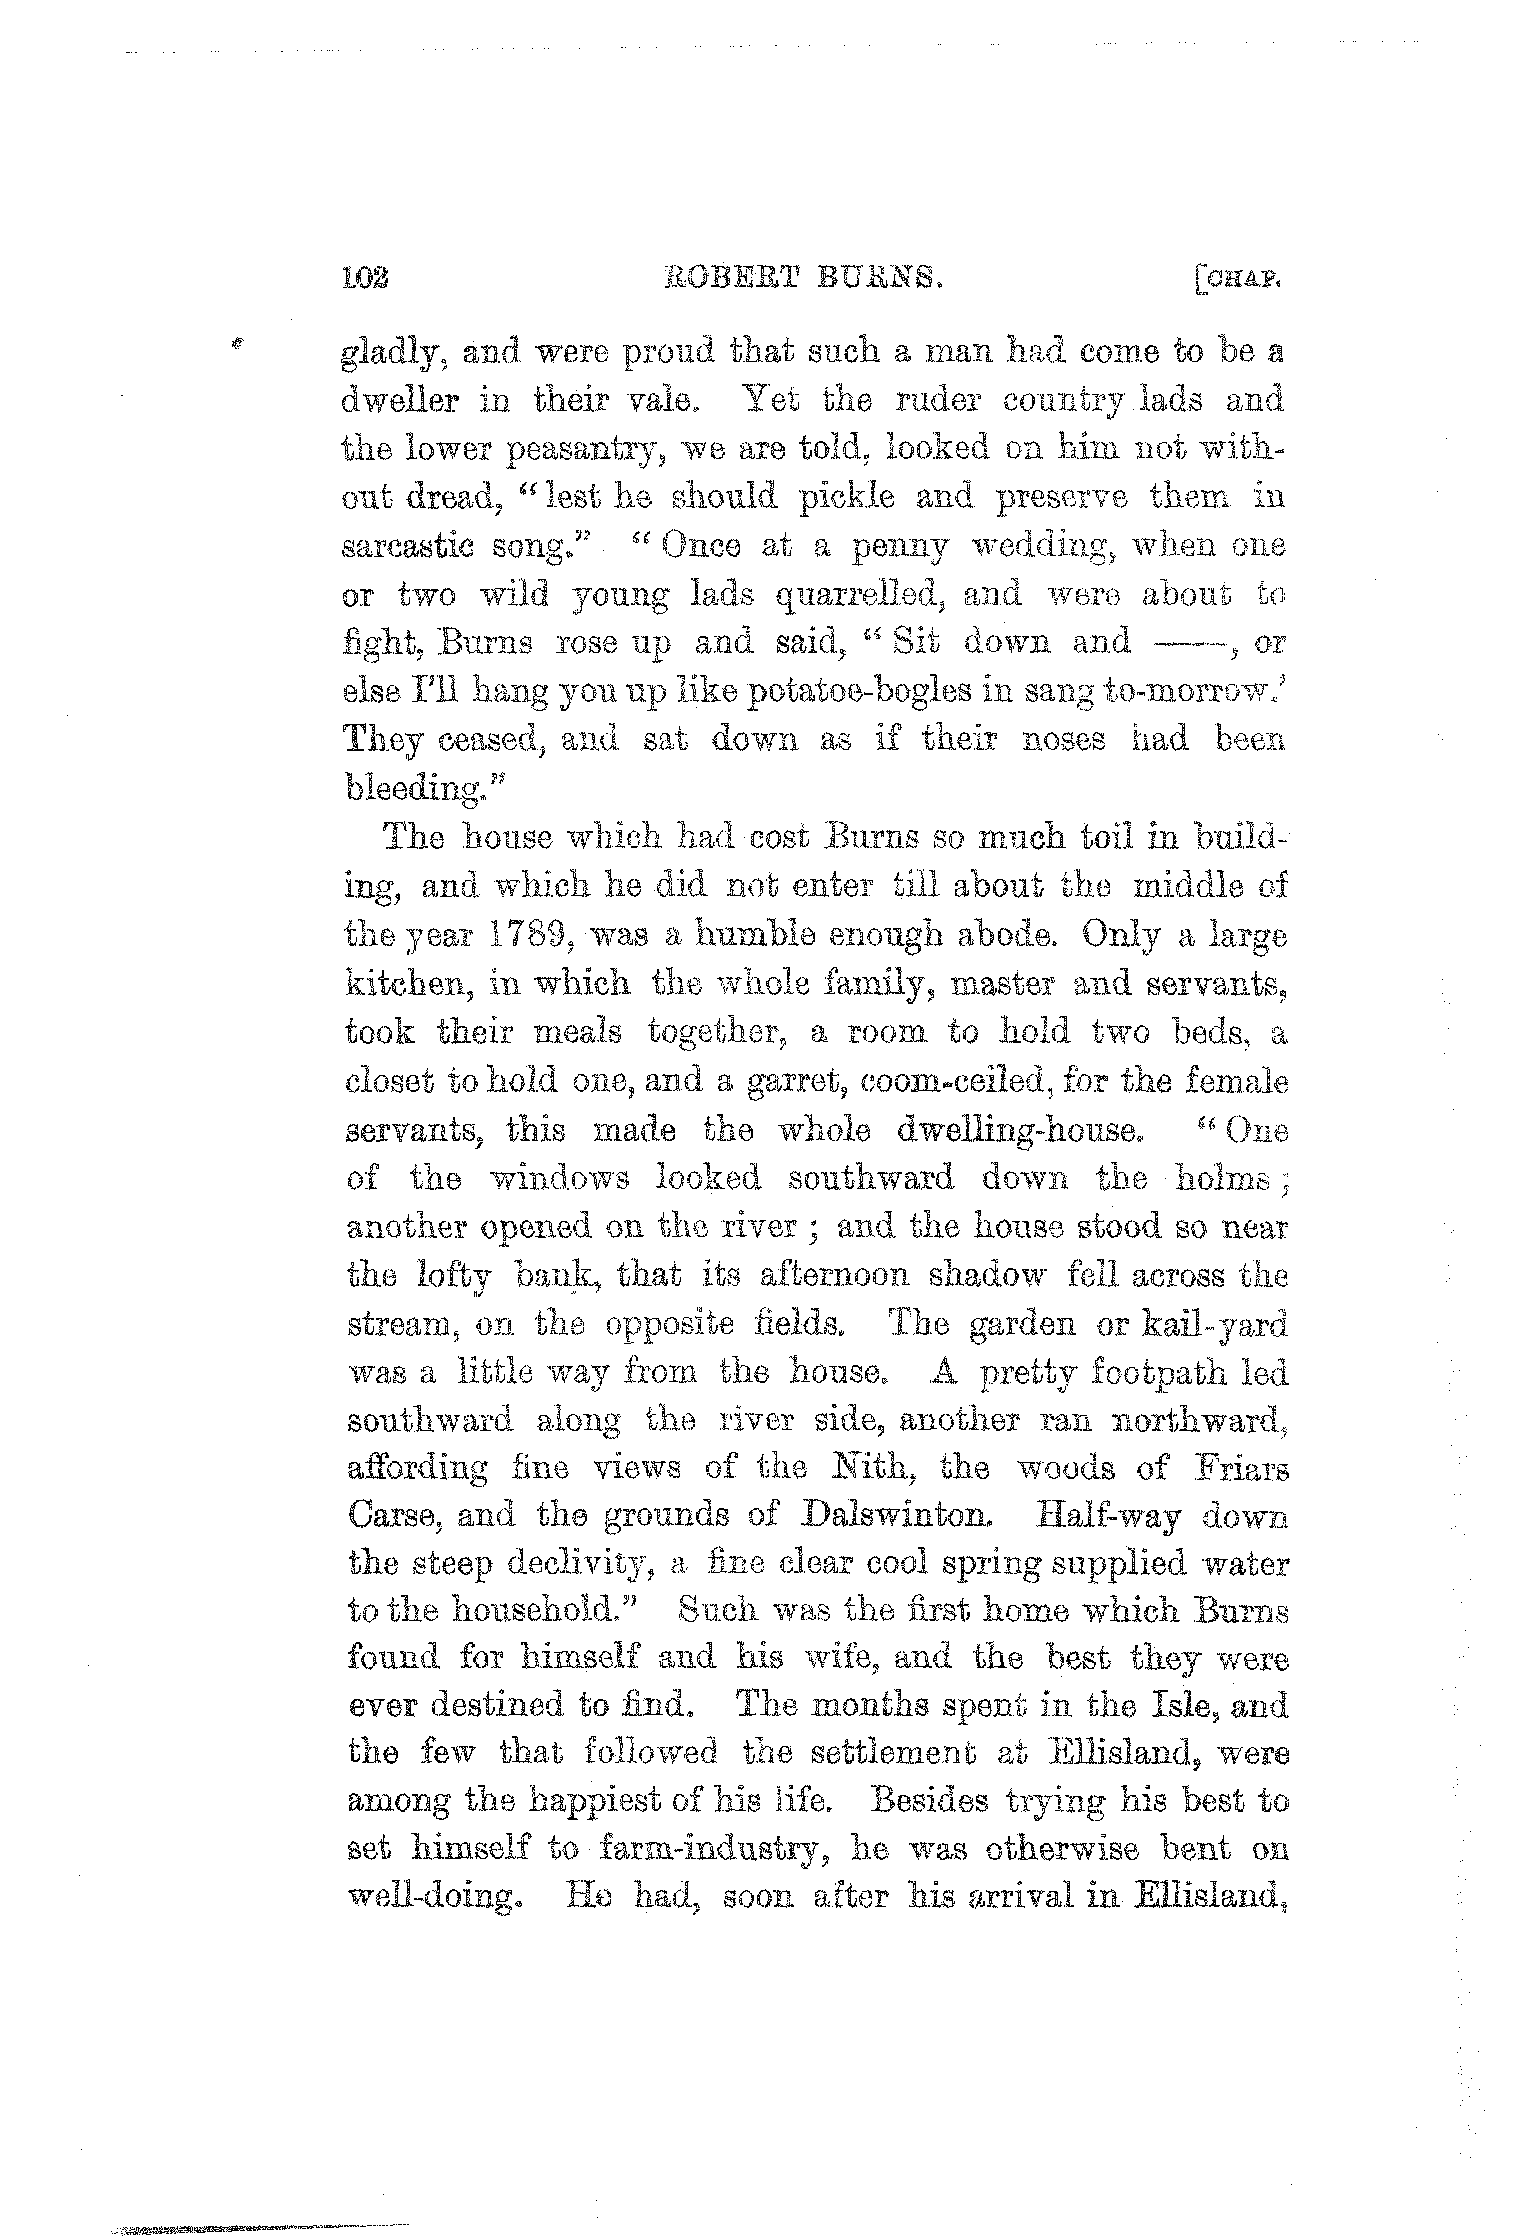 102 ROBERT BURNS. [CHAP.
gladly, and were proud that such a man had come to be a
dweller in their vale. Yet the ruder country lads and
the lower peasantry, we are told, looked on him not with-
out dread, “lest he should pickle and preserve them in
sarcastic song.” “Once at a penny wedding, when one
or two wild young lads quarrelled, and were about to
fight, Burns rose up and said, “Sit down and ——, or
else I'll hang you up like potatoe-bogles in sang to-morrow.’
They ceased, and sat down as if their noses had been
bleeding.”
The house which had cost Burns so much toil in build-
ing, and which he did not enter till about the middle of
the year 1789, was a humble enough abode. Only a large
kitchen, in which the whole family, master and servants,
took their meals together, a room to hold two beds, a
closet to hold one, and a garret, coom-ceiled, for the female
servants, this made the whole dwelling-house. “One
of the windows looked southward down the holms;
another opened on the river; and the house stood so near
the lofty bank, that its afternoon shadow fell across the
stream, on the opposite fields. The garden or kail-yard
was a little way from the house. A pretty footpath led
southward along the river side, another ran northward,
affording fine views of the Nith, the woods of Friars
Carse, and the grounds of Dalswinton. Half-way down
the steep declivity, a fine clear cool spring supplied water
to the household.” Such was the first home which Burns
found for himself and his wife, and the best they were
ever destined to find. The months spent in the Isle, and
the few that followed the settlement at Ellisland, were
among the happiest of his life. Besides trying his best to
set himself to farm-industry, he was otherwise bent on
well-doing. He had, soon after his arrival in Ellisland,